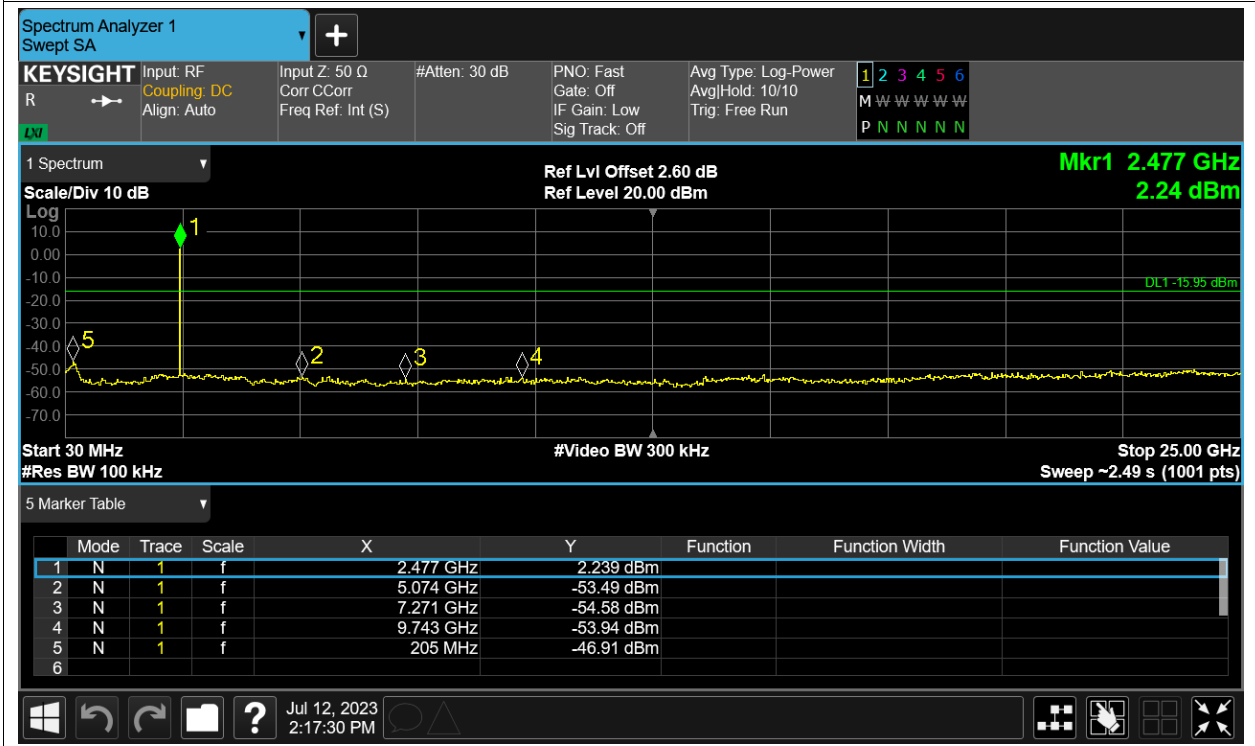 Spectrum Analyzer 1
Swept SA
+
KEYSIGHT
R
LXI
Input: RF
Coupling: DC
Align: Auto
Input Z: 50 Ω
Corr CCorr
Freq Ref: Int (S)
#Atten: 30 dB
PNO: Fast
Gate: Off
IF Gain: Low
Sig Track: Off
Avg Type: Log-Power
Avg|Hold: 10/10
Trig: Free Run
1 2 3 4 5 6
M W W W W W
P N N N N N
1 Spectrum
Scale/Div 10 dB
Ref Lvl Offset 2.60 dB
Ref Level 20.00 dBm
Mkr1 2.477 GHz
2.24 dBm
Log
10.0
0.00
-10.0
-20.0
-30.0
-40.0
-50.0
-60.0
-70.0
1
DL1 -15.95 dBm
5
2
3
4
Start 30 MHz
#Res BW 100 kHz
#Video BW 300 kHz
Stop 25.00 GHz
Sweep ~2.49 s (1001 pts)
5 Marker Table
Mode Trace Scale X Y Function Function Width Function Value
1 N 1 f 2.477 GHz 2.239 dBm
2 N 1 f 5.074 GHz -53.49 dBm
3 N 1 f 7.271 GHz -54.58 dBm
4 N 1 f 9.743 GHz -53.94 dBm
5 N 1 f 205 MHz -46.91 dBm
6
?
Jul 12, 2023
2:17:30 PM